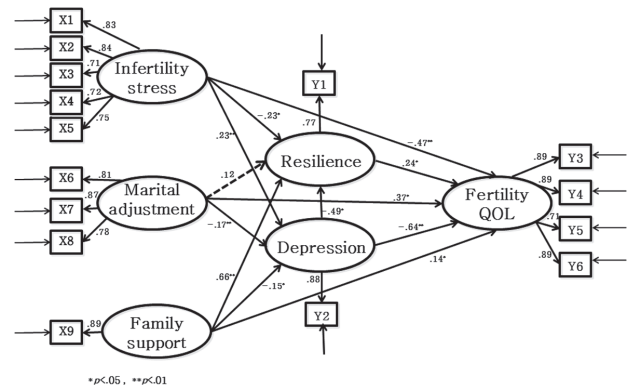 X1
.83
X2
.84
X3
.71
X4
.72
X5
.75
Infertility
stress
-.23*
.23**
-.47**
Y1
.77
Resilience
.24*
X6
.81
X7
.87
X8
.78
Marital
adjustment
.12
.37*
-.17**
-.49*
Depression
-.64**
.88
Y2
Fertility
QOL
.89
Y3
.89
Y4
.71
Y5
.89
Y6
.66**
-.15*
.14*
X9
.89
Family
support
*p<.05, **p<.01